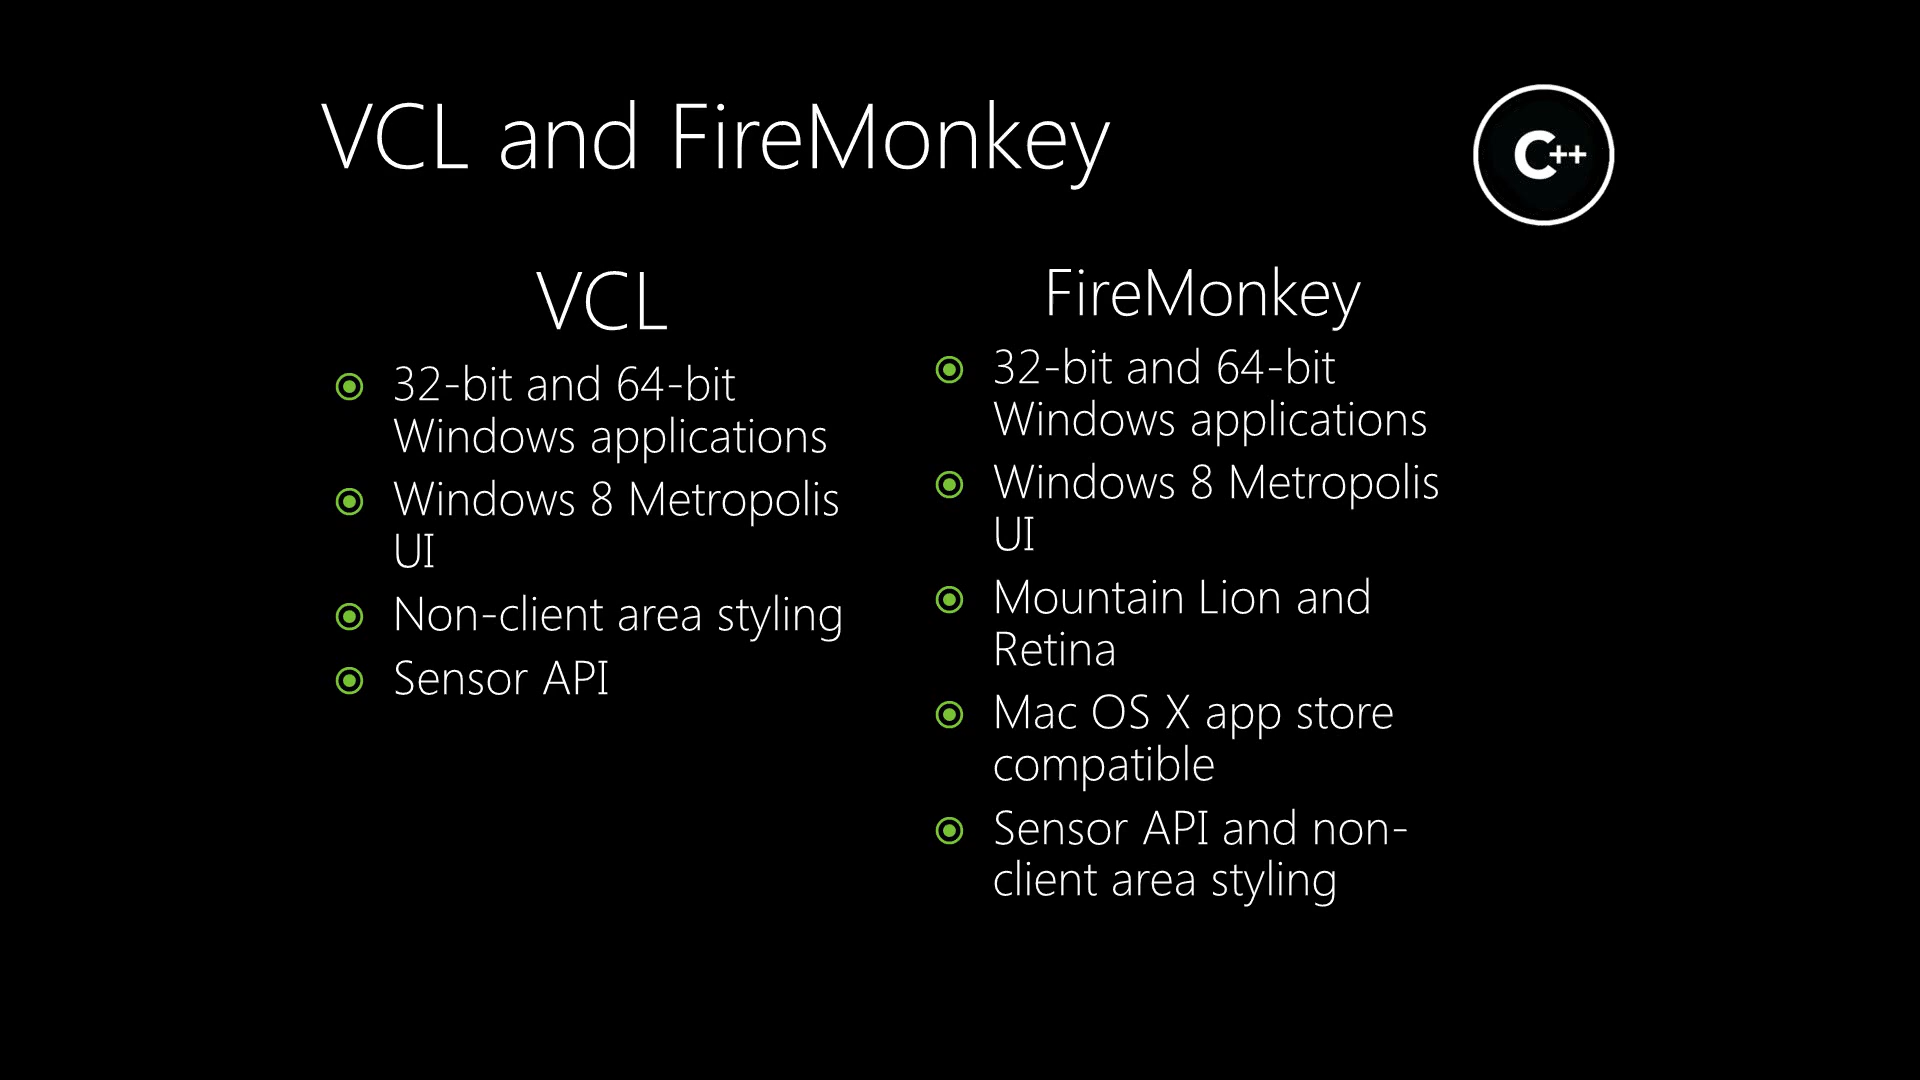 VCL and FireMonkey
C++
VCL
32-bit and 64-bit
Windows applications
Windows 8 Metropolis
UI
Non-client area styling
Sensor API
FireMonkey
32-bit and 64-bit
Windows applications
Windows 8 Metropolis
UI
Mountain Lion and
Retina
Mac OS X app store
compatible
Sensor API and non-
client area styling